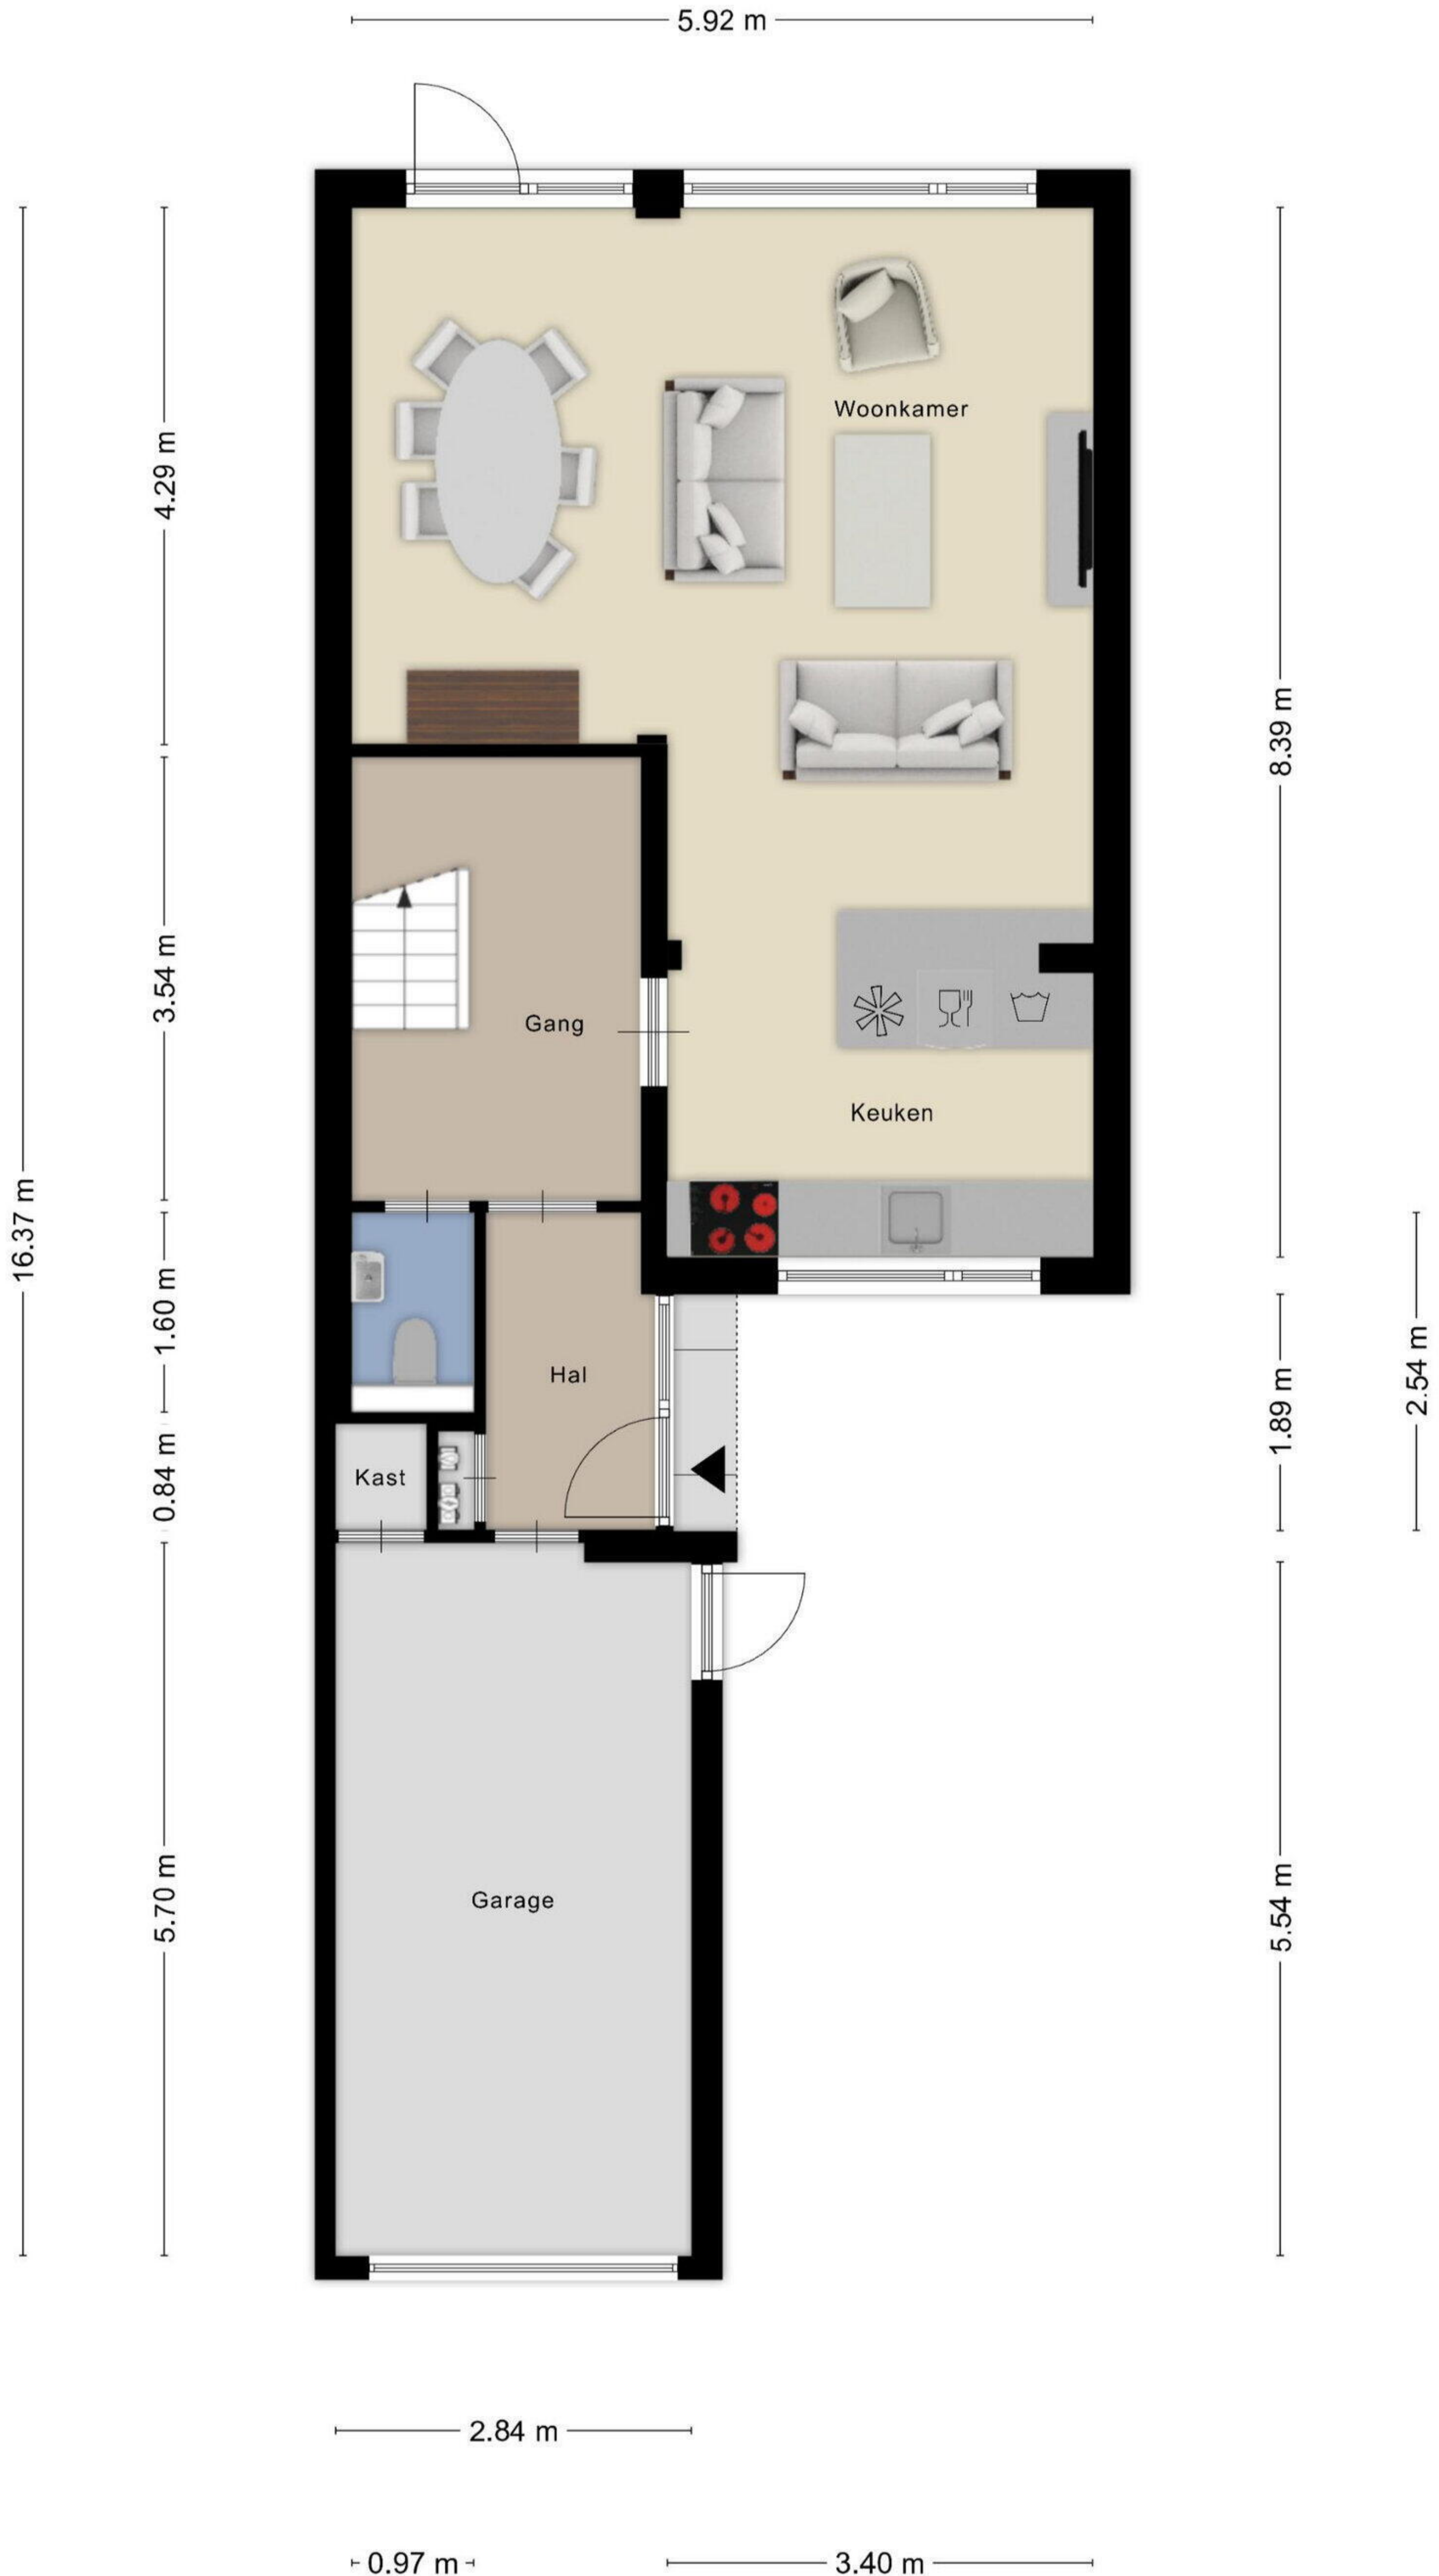 5.92 m
Woonkamer
4.29 m
8.39 m
3.54 m
Gang
Keuken
16.37 m
1.60 m
Hal
2.54 m
1.89 m
0.84 m
Kast
5.70 m
Garage
5.54 m
2.84 m
0.97 m
3.40 m